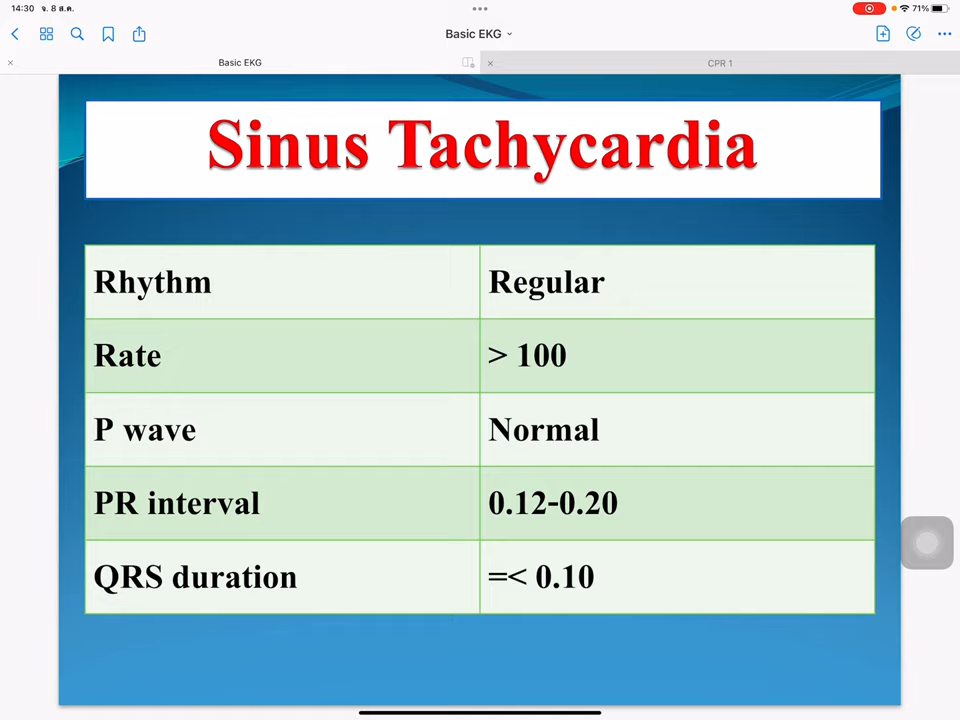 14:30 จ. 8 ส.ค.
71%
Basic EKG
Basic EKG
CPR 1
Sinus Tachycardia
Rhythm Regular
Rate > 100
P wave Normal
PR interval 0.12-0.20
QRS duration =< 0.10